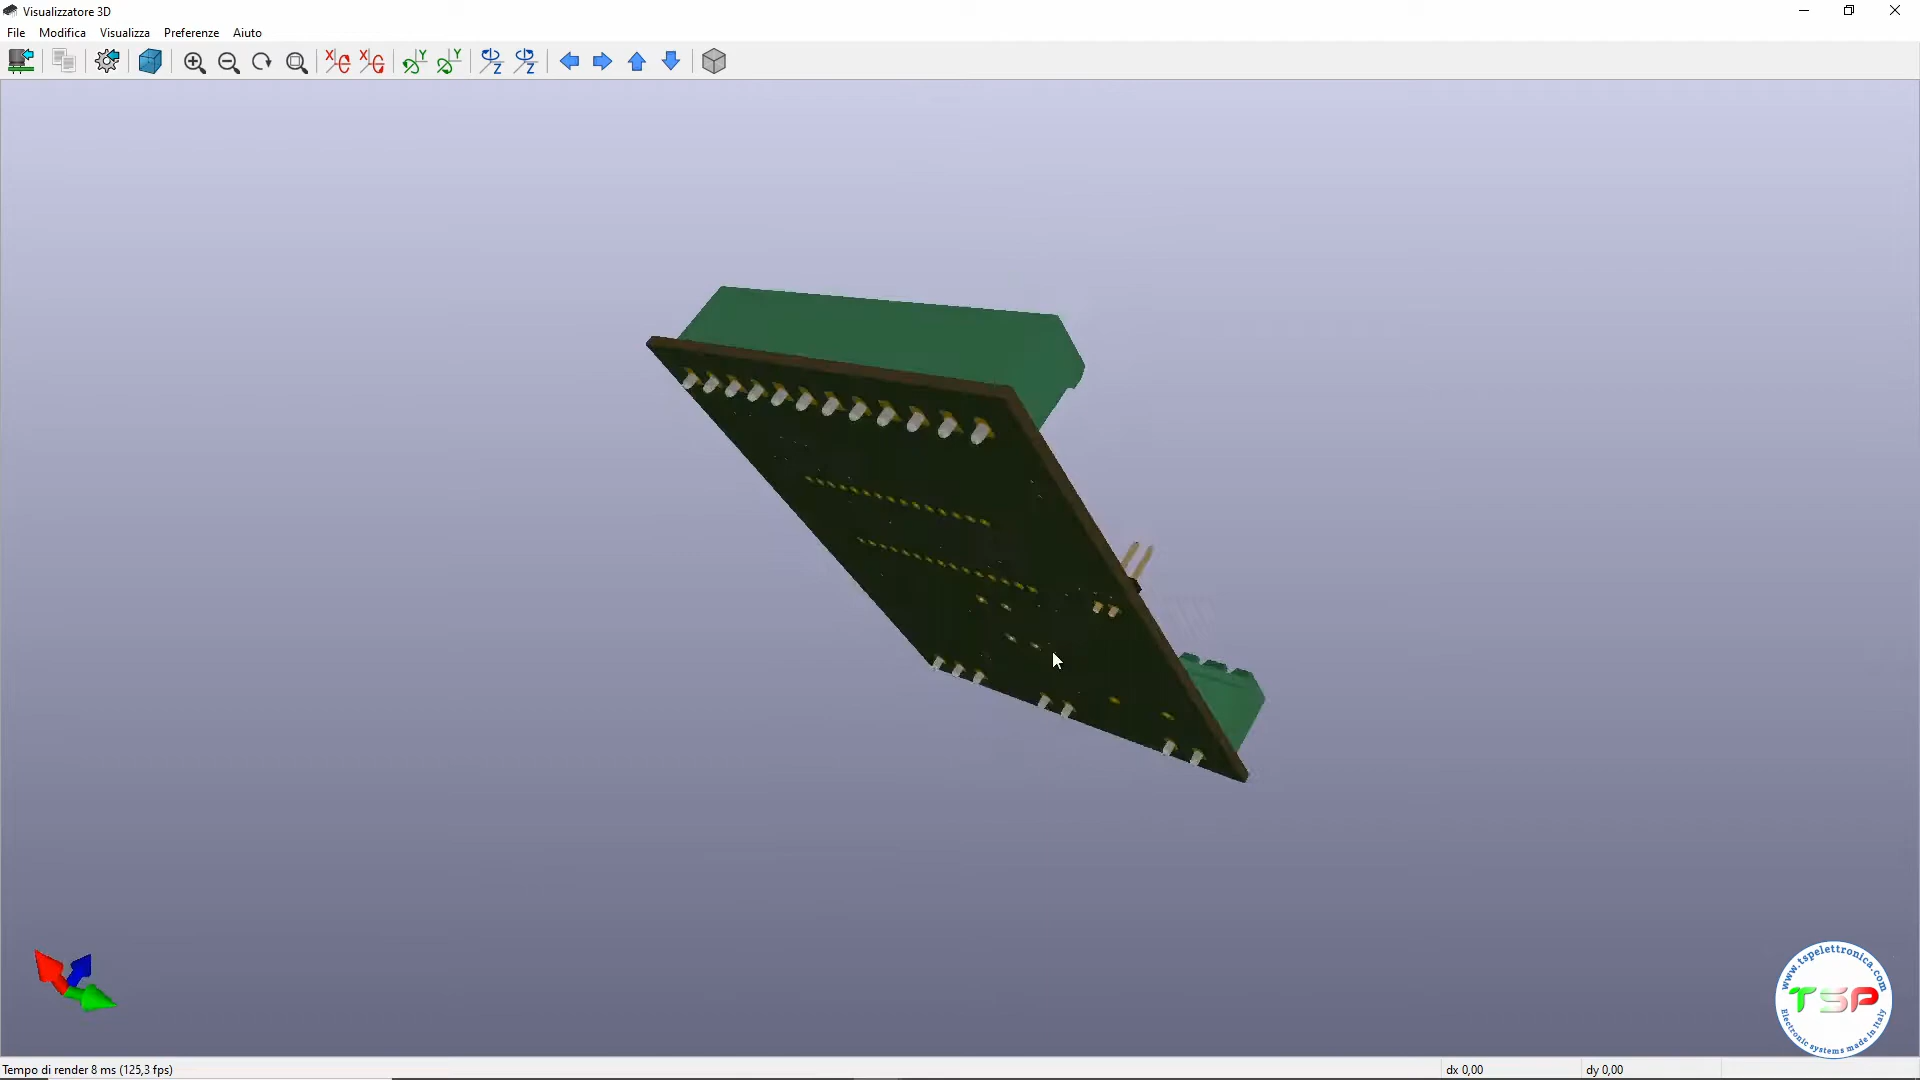 Visualizzatore 3D
File Modifica Visualizza Preferenze Aiuto
X X Y Y Z Z
www.tspelettronica.com
TSP
Electronic systems made in Italy
Tempo di render 8 ms (125,3 fps) dx 0,00 dy 0,00